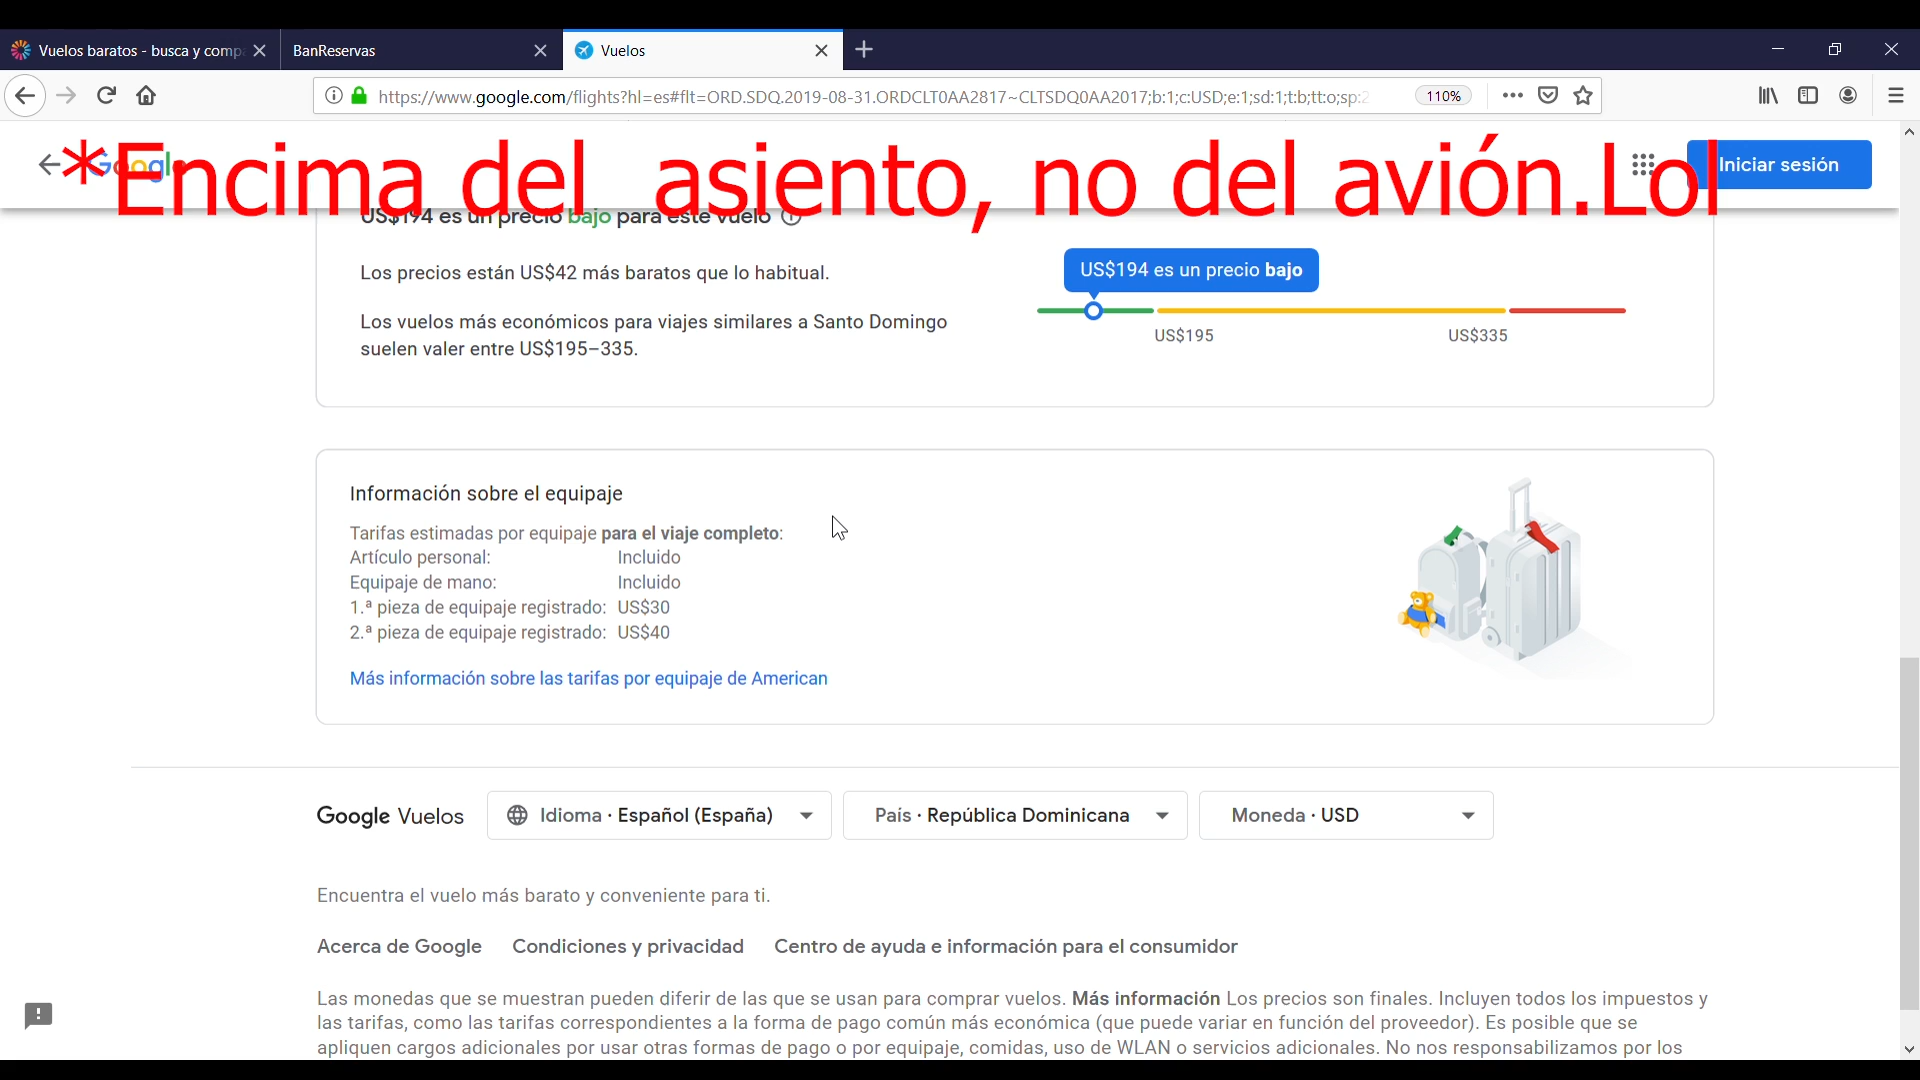 Vuelos baratos - busca y comp
BanReservas
Vuelos
https://www.google.com/flights?hl=es#flt=ORD.SDQ.2019-08-31.ORDCLT0AA2817~CLTSDQ0AA2017;b:1;c:USD;e:1;sd:1;t:b;tt:o;sp:2
110%
Google
Iniciar sesión
*Encima del asiento, no del avión.Lol
US$194 es un precio bajo para este vuelo
Los precios están US$42 más baratos que lo habitual.
Los vuelos más económicos para viajes similares a Santo Domingo
suelen valer entre US$195–335.
US$194 es un precio bajo
US$195
US$335
Información sobre el equipaje
Tarifas estimadas por equipaje para el viaje completo:
Artículo personal: Incluido
Equipaje de mano: Incluido
1.ª pieza de equipaje registrado: US$30
2.ª pieza de equipaje registrado: US$40
Más información sobre las tarifas por equipaje de American
Google Vuelos
Idioma · Español (España)
País · República Dominicana
Moneda · USD
Encuentra el vuelo más barato y conveniente para ti.
Acerca de Google Condiciones y privacidad Centro de ayuda e información para el consumidor
Las monedas que se muestran pueden diferir de las que se usan para comprar vuelos. Más información Los precios son finales. Incluyen todos los impuestos y
las tarifas, como las tarifas correspondientes a la forma de pago común más económica (que puede variar en función del proveedor). Es posible que se
apliquen cargos adicionales por usar otras formas de pago o por equipaje, comidas, uso de WLAN o servicios adicionales. No nos responsabilizamos por los